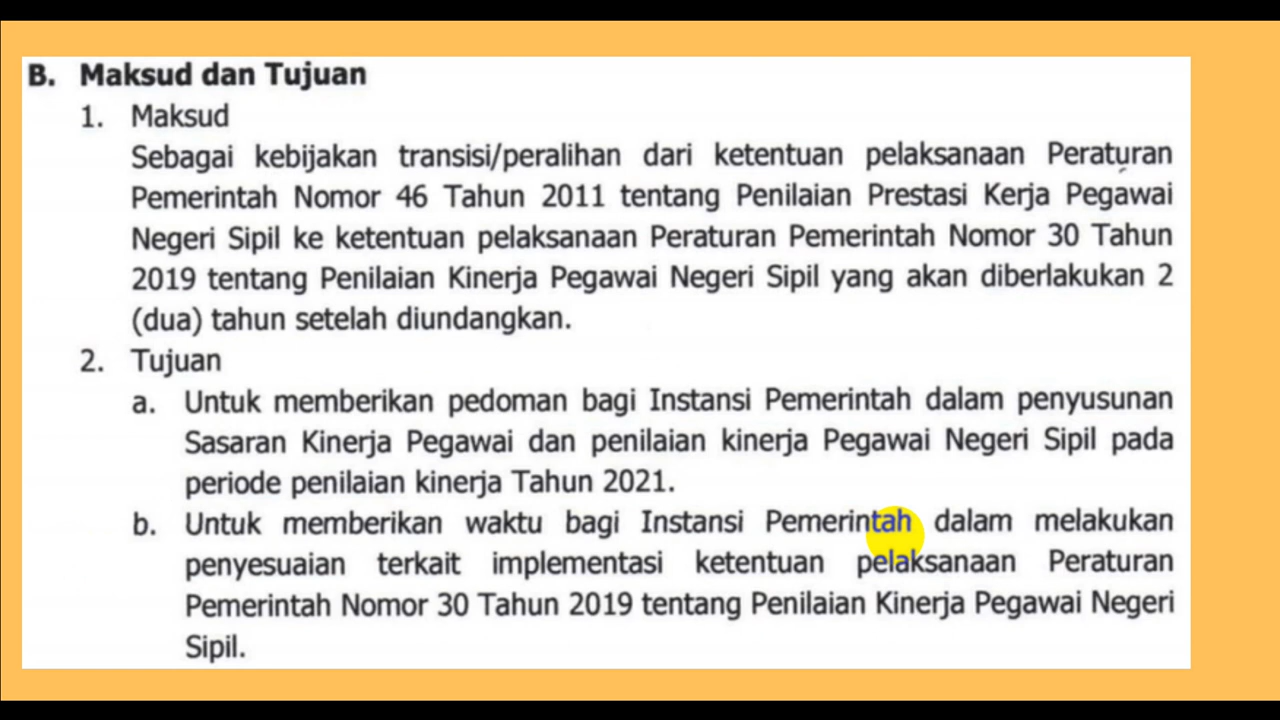 B. Maksud dan Tujuan
1. Maksud
Sebagai kebijakan transisi/peralihan dari ketentuan pelaksanaan Peraturan
Pemerintah Nomor 46 Tahun 2011 tentang Penilaian Prestasi Kerja Pegawai
Negeri Sipil ke ketentuan pelaksanaan Peraturan Pemerintah Nomor 30 Tahun
2019 tentang Penilaian Kinerja Pegawai Negeri Sipil yang akan diberlakukan 2
(dua) tahun setelah diundangkan.
2. Tujuan
a. Untuk memberikan pedoman bagi Instansi Pemerintah dalam penyusunan
Sasaran Kinerja Pegawai dan penilaian kinerja Pegawai Negeri Sipil pada
periode penilaian kinerja Tahun 2021.
b. Untuk memberikan waktu bagi Instansi Pemerintah dalam melakukan
penyesuaian terkait implementasi ketentuan pelaksanaan Peraturan
Pemerintah Nomor 30 Tahun 2019 tentang Penilaian Kinerja Pegawai Negeri
Sipil.